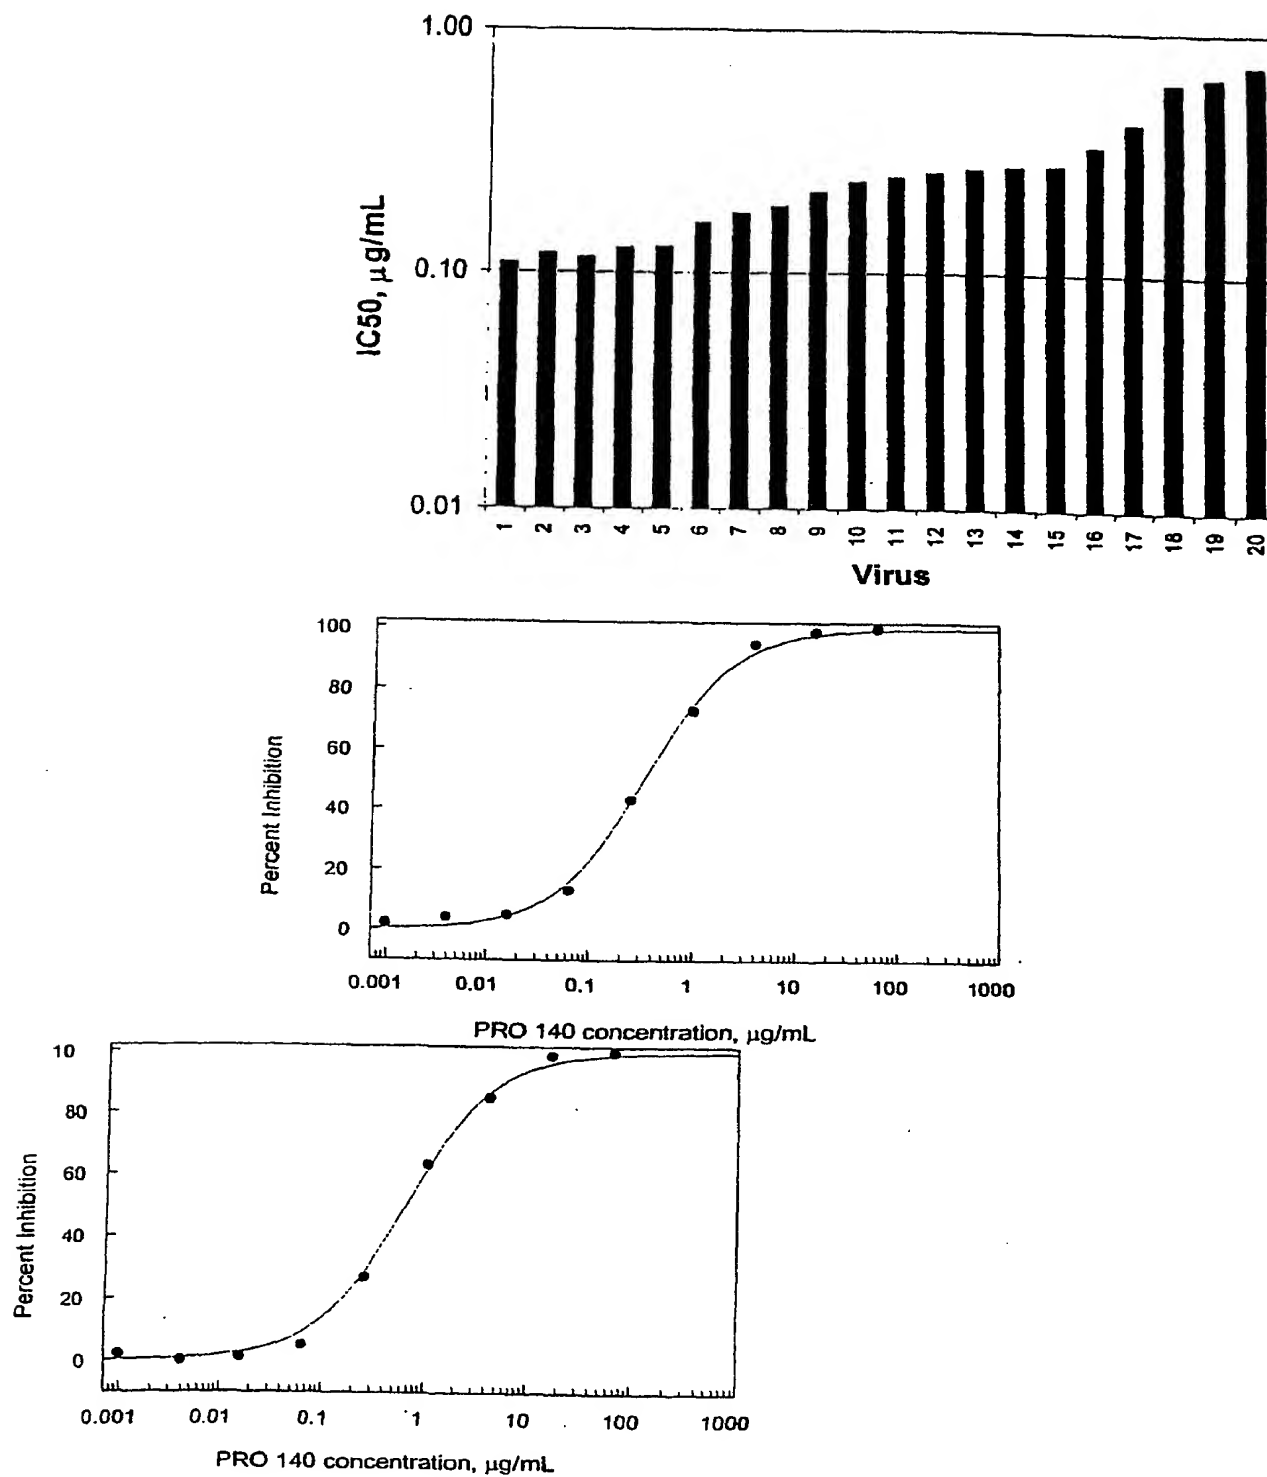 1.00
0.10
0.01
IC50, μg/mL
1 2 3 4 5 6 7 8 9 10 11 12 13 14 15 16 17 18 19 20
Virus
100
80
60
40
20
0
Percent Inhibition
0.001 0.01 0.1 1 10 100 1000
PRO 140 concentration, μg/mL
10
80
60
40
20
0
Percent Inhibition
0.001 0.01 0.1 1 10 100 1000
PRO 140 concentration, μg/mL